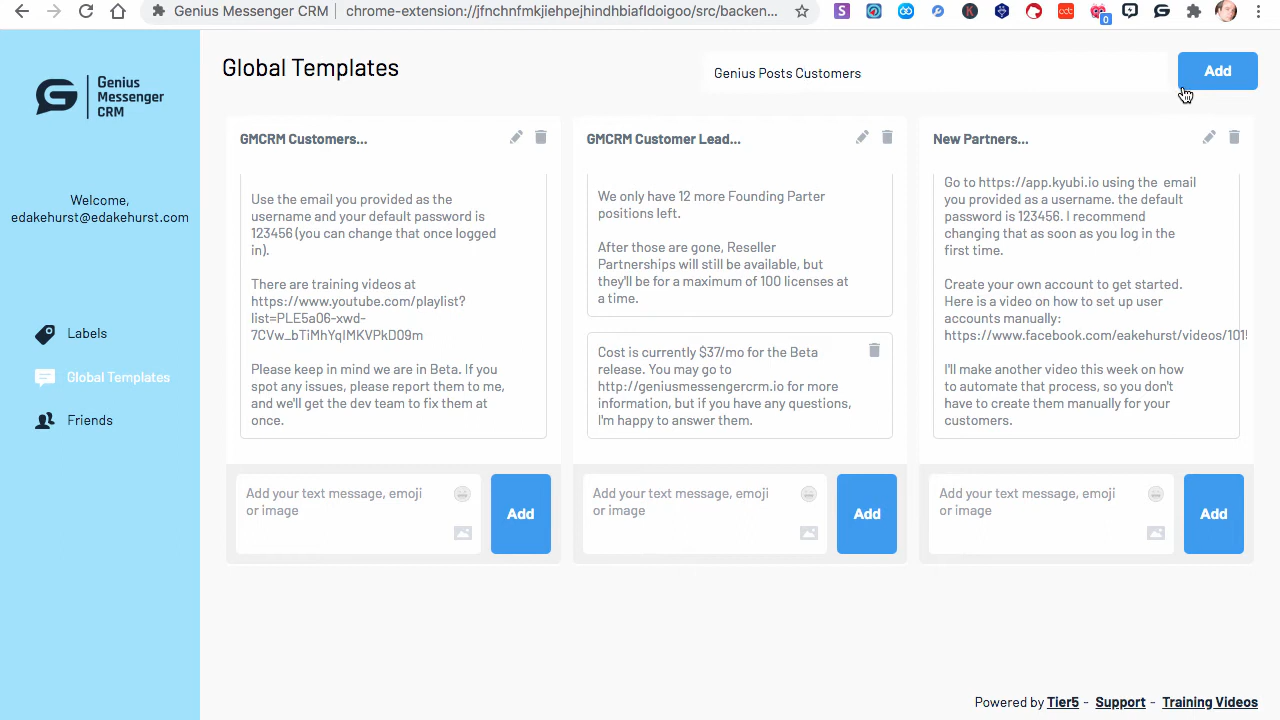 Genius Messenger CRM
chrome-extension://jfnchnfmkjiehpejhindhbiafldoigoo/src/backen...
0
Genius
Messenger
CRM
Welcome,
edakehurst@edakehurst.com
Labels
Global Templates
Friends
Global Templates
Genius Posts Customers
Add
GMCRM Customers...
Use the email you provided as the
username and your default password is
123456 (you can change that once logged
in).
There are training videos at
https://www.youtube.com/playlist?
list=PLE5a06-xwd-
7CVw_bTiMhYqIMKVPkD09m
Please keep in mind we are in Beta. If you
spot any issues, please report them to me,
and we'll get the dev team to fix them at
once.
Add your text message, emoji
or image
Add
GMCRM Customer Lead...
We only have 12 more Founding Parter
positions left.
After those are gone, Reseller
Partnerships will still be available, but
they'll be for a maximum of 100 licenses at
a time.
Cost is currently $37/mo for the Beta
release. You may go to
http://geniusmessengercrm.io for more
information, but if you have any questions,
I'm happy to answer them.
Add your text message, emoji
or image
Add
New Partners...
Go to https://app.kyubi.io using the email
you provided as a username. the default
password is 123456. I recommend
changing that as soon as you log in the
first time.
Create your own account to get started.
Here is a video on how to set up user
accounts manually:
https://www.facebook.com/eakehurst/videos/101
I'll make another video this week on how
to automate that process, so you don't
have to create them manually for your
customers.
Add your text message, emoji
or image
Add
Powered by Tier5 - Support - Training Videos